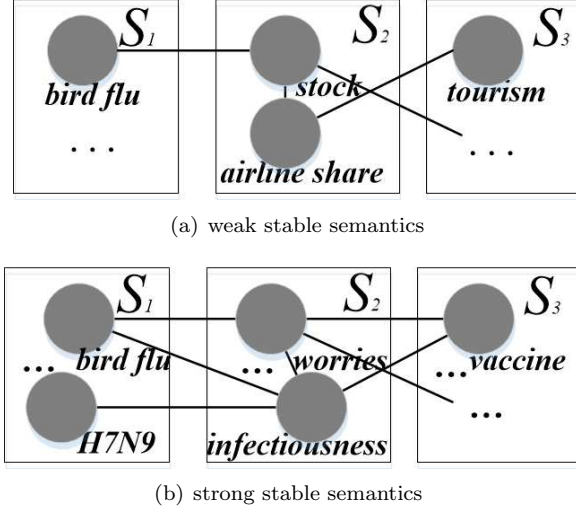 S1 S2 S3
bird flu stock tourism
... ...
airline share
(a) weak stable semantics
S1 S2 S3
bird flu ... worries ... vaccine
...
... H7N9 infectiousness
(b) strong stable semantics